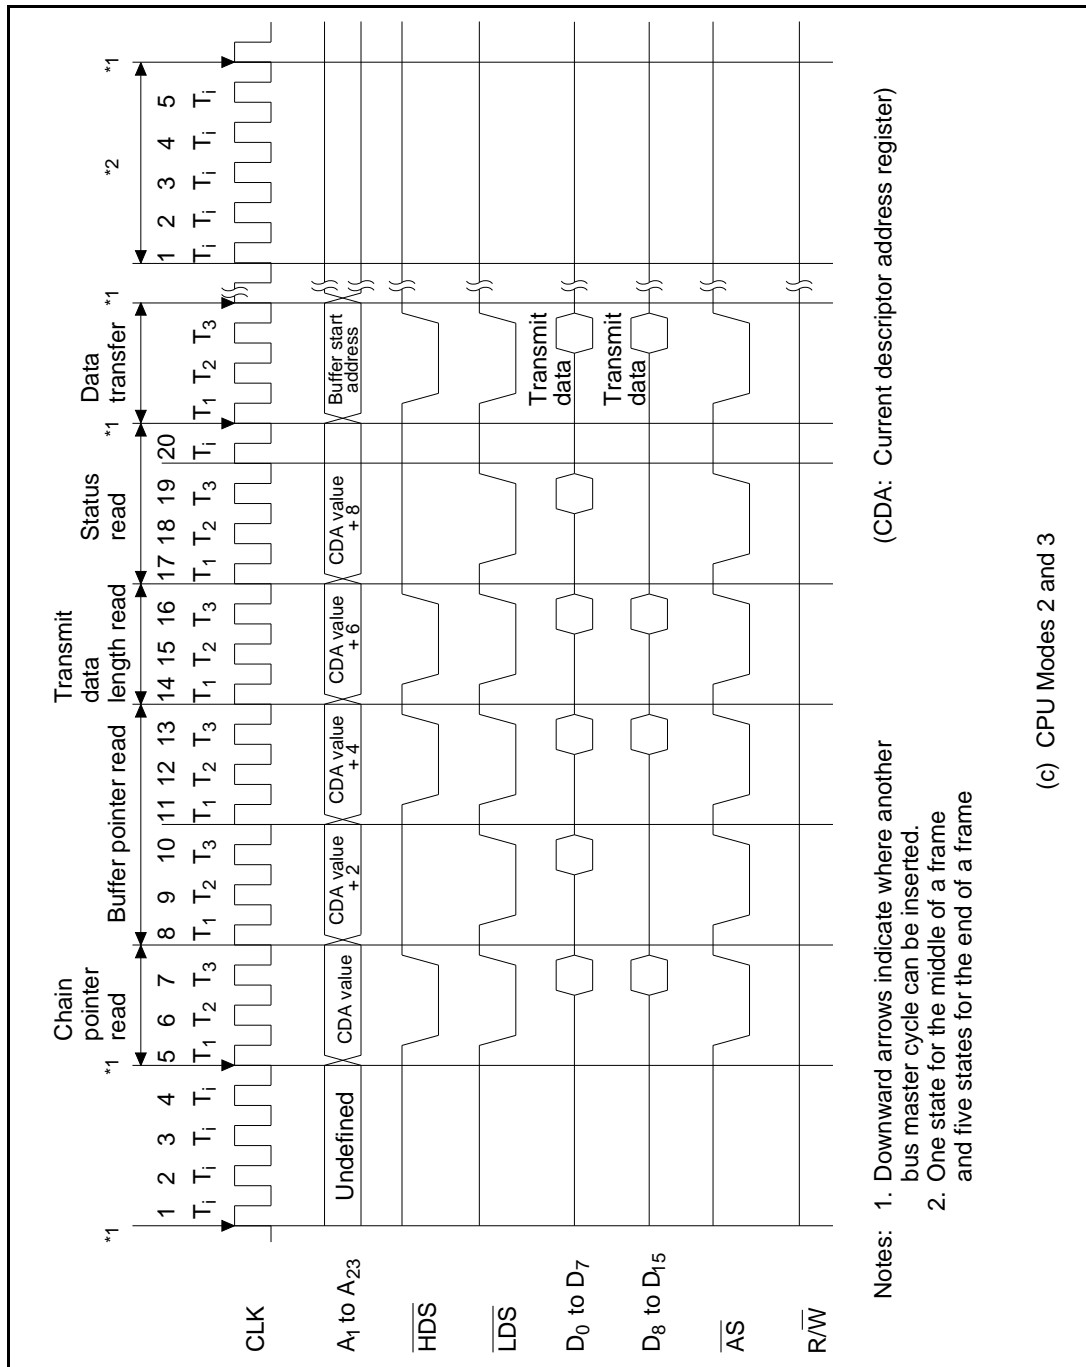 *1
*1
*1
*1
*2
*1
Chain
pointer
read
Buffer pointer read
Transmit
data
length read
Status
read
Data
transfer
1 2 3 4 5 6 7 8 9 10 11 12 13 14 15 16 17 18 19 20 1 2 3 4 5
Ti Ti Ti Ti T1 T2 T3 T1 T2 T3 T1 T2 T3 T1 T2 T3 T1 T2 T3 Ti T1 T2 T3 Ti Ti Ti Ti Ti
CLK
A1 to A23
Undefined
CDA value
CDA value
+ 2
CDA value
+ 4
CDA value
+ 6
CDA value
+ 8
Buffer start
address
HDS
LDS
D0 to D7
Transmit
data
D8 to D15
Transmit
data
AS
R/W
Notes: 1. Downward arrows indicate where another
bus master cycle can be inserted.
2. One state for the middle of a frame
and five states for the end of a frame
(CDA: Current descriptor address register)
(c) CPU Modes 2 and 3